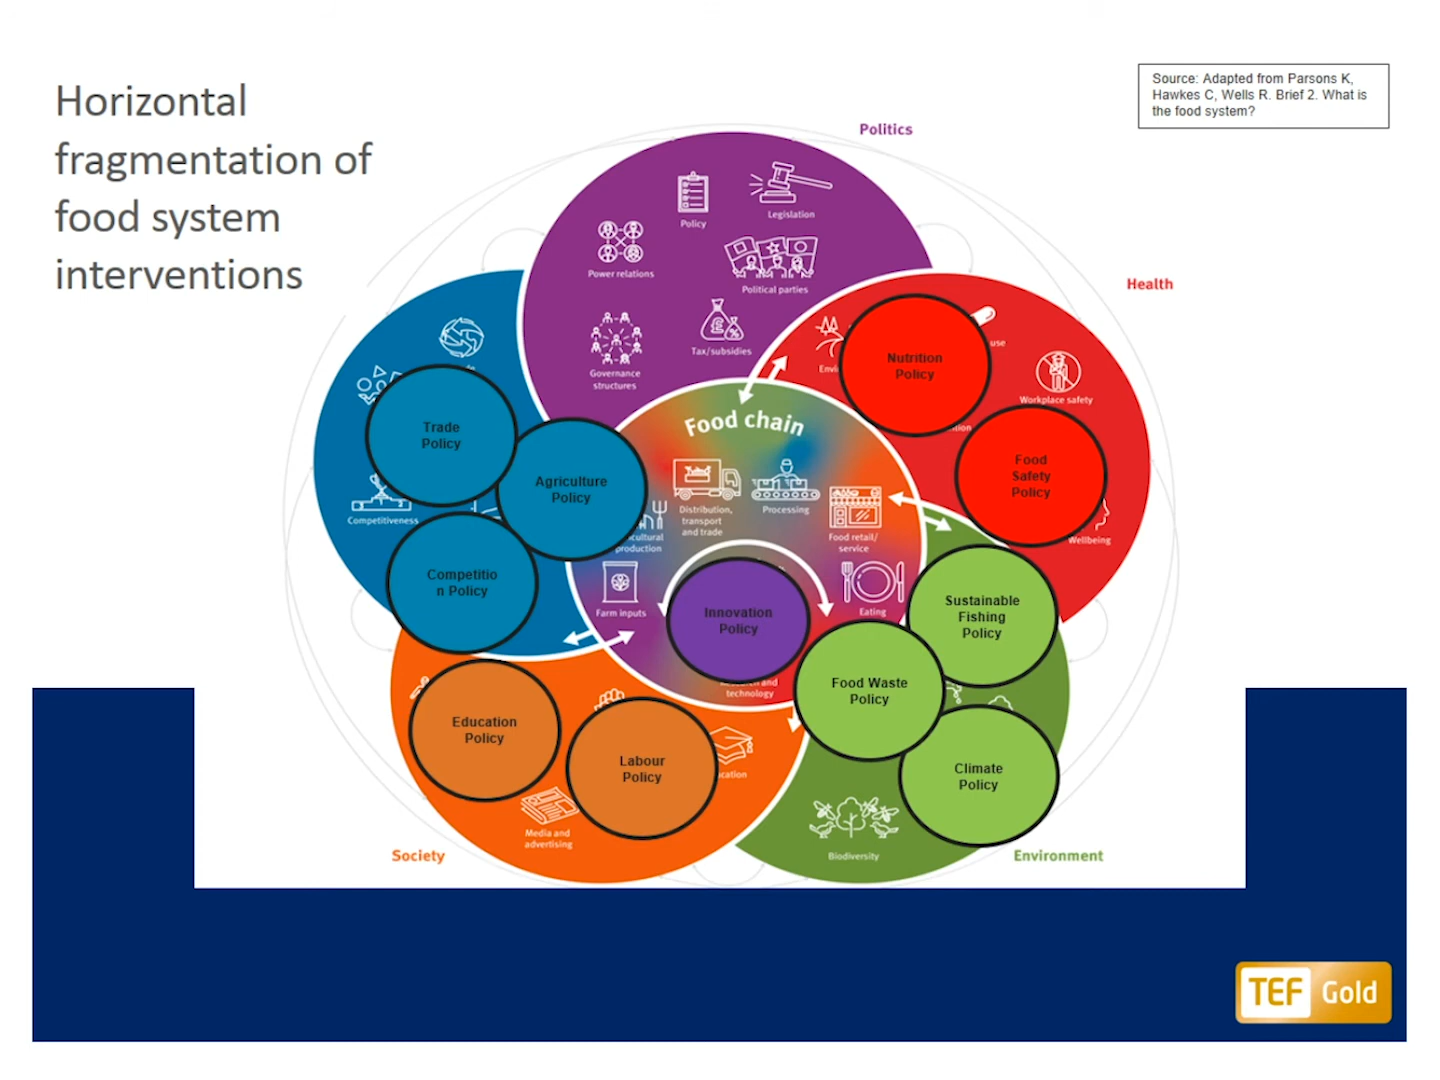 Horizontal
fragmentation of
food system
interventions
Source: Adapted from Parsons K,
Hawkes C, Wells R. Brief 2. What is
the food system?
Politics
Policy
Legislation
Power relations
Political parties
Tax/subsidies
Governance
structures
Health
Nutrition
Policy
use
Workplace safety
Food
Safety
Policy
Wellbeing
Trade
Policy
Agriculture
Policy
Competitiveness
Competitio
n Policy
Food chain
Distribution,
transport
and trade
Processing
Food retail/
service
production
Farm inputs
Eating
Innovation
Policy
technology
Sustainable
Fishing
Policy
Food Waste
Policy
Climate
Policy
Biodiversity
Environment
Education
Policy
Labour
Policy
Media and
advertising
Society
TEF Gold